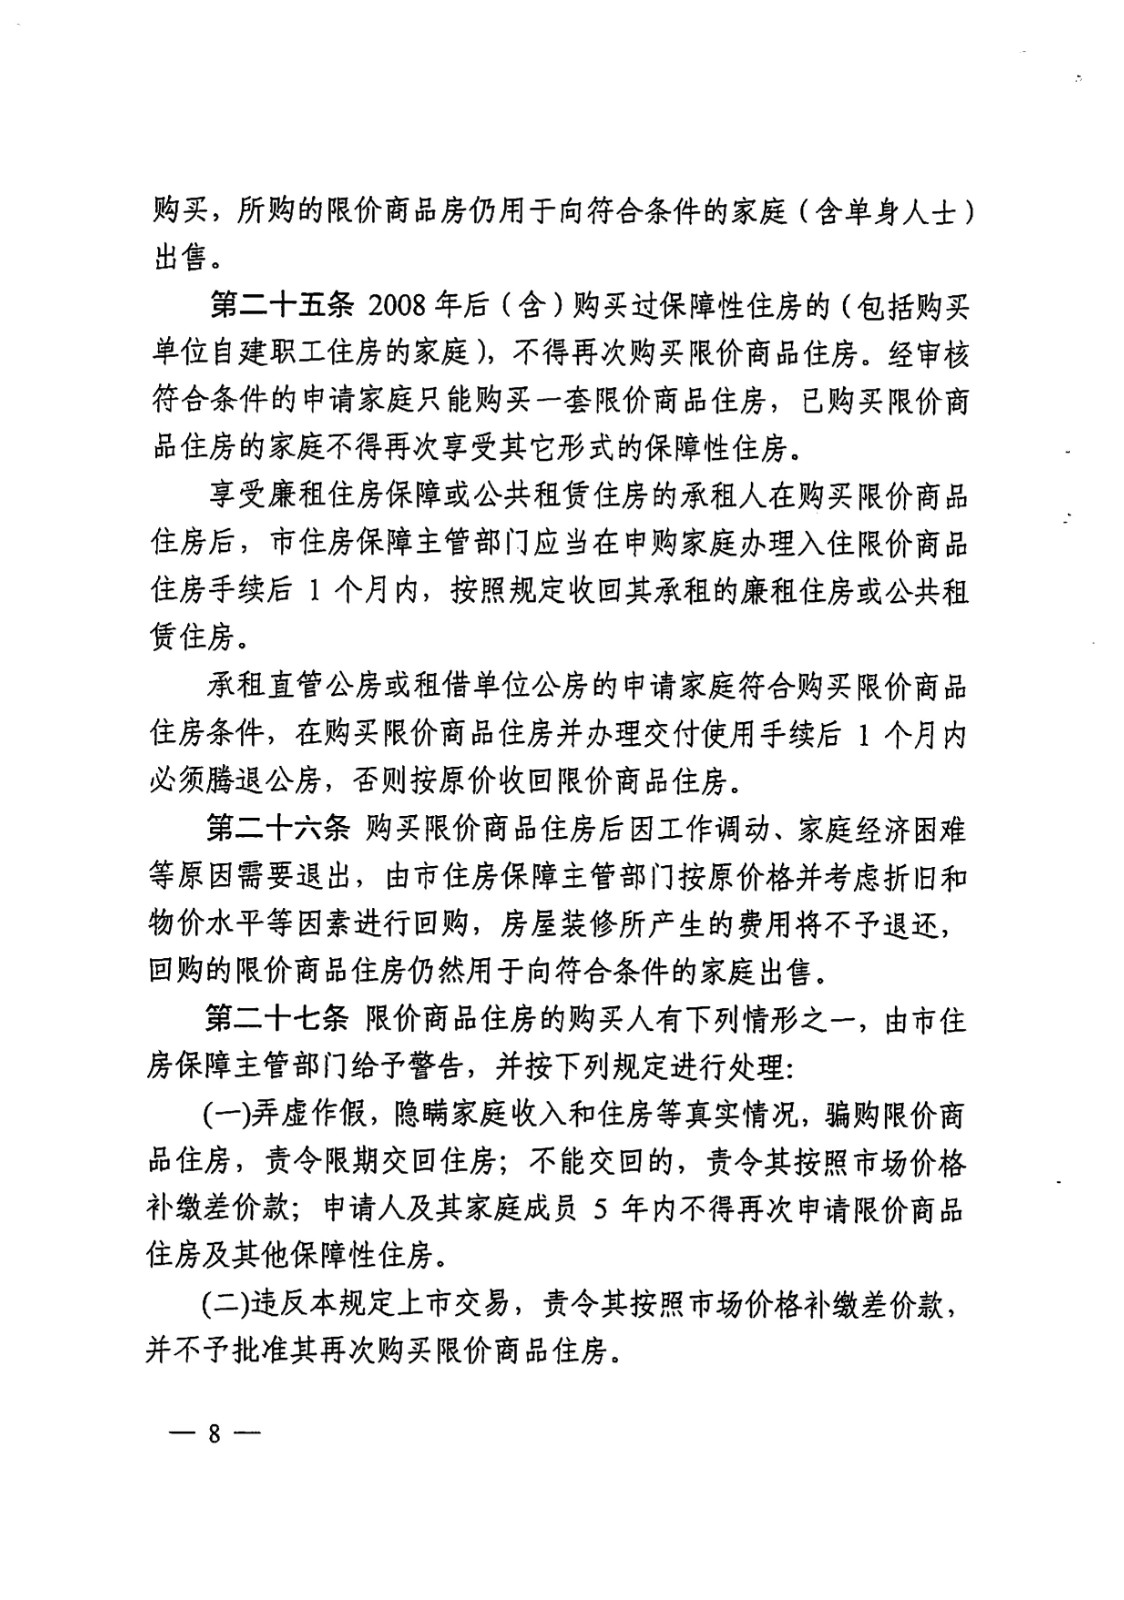 购买，所购的限价商品房仍用于向符合条件的家庭（含单身人士）
出售。
第二十五条 2008年后（含）购买过保障性住房的（包括购买
单位自建职工住房的家庭），不得再次购买限价商品住房。经审核
符合条件的申请家庭只能购买一套限价商品住房，已购买限价商
品住房的家庭不得再次享受其它形式的保障性住房。
享受廉租住房保障或公共租赁住房的承租人在购买限价商品
住房后，市住房保障主管部门应当在申购家庭办理入住限价商品
住房手续后 1 个月内，按照规定收回其承租的廉租住房或公共租
赁住房。
承租直管公房或租借单位公房的申请家庭符合购买限价商品
住房条件，在购买限价商品住房并办理交付使用手续后 1 个月内
必须腾退公房，否则按原价收回限价商品住房。
第二十六条 购买限价商品住房后因工作调动、家庭经济困难
等原因需要退出，由市住房保障主管部门按原价格并考虑折旧和
物价水平等因素进行回购，房屋装修所产生的费用将不予退还，
回购的限价商品住房仍然用于向符合条件的家庭出售。
第二十七条 限价商品住房的购买人有下列情形之一，由市住
房保障主管部门给予警告，并按下列规定进行处理：
(一)弄虚作假，隐瞒家庭收入和住房等真实情况，骗购限价商
品住房，责令限期交回住房；不能交回的，责令其按照市场价格
补缴差价款；申请人及其家庭成员 5 年内不得再次申请限价商品
住房及其他保障性住房。
(二)违反本规定上市交易，责令其按照市场价格补缴差价款，
并不予批准其再次购买限价商品住房。
— 8 —